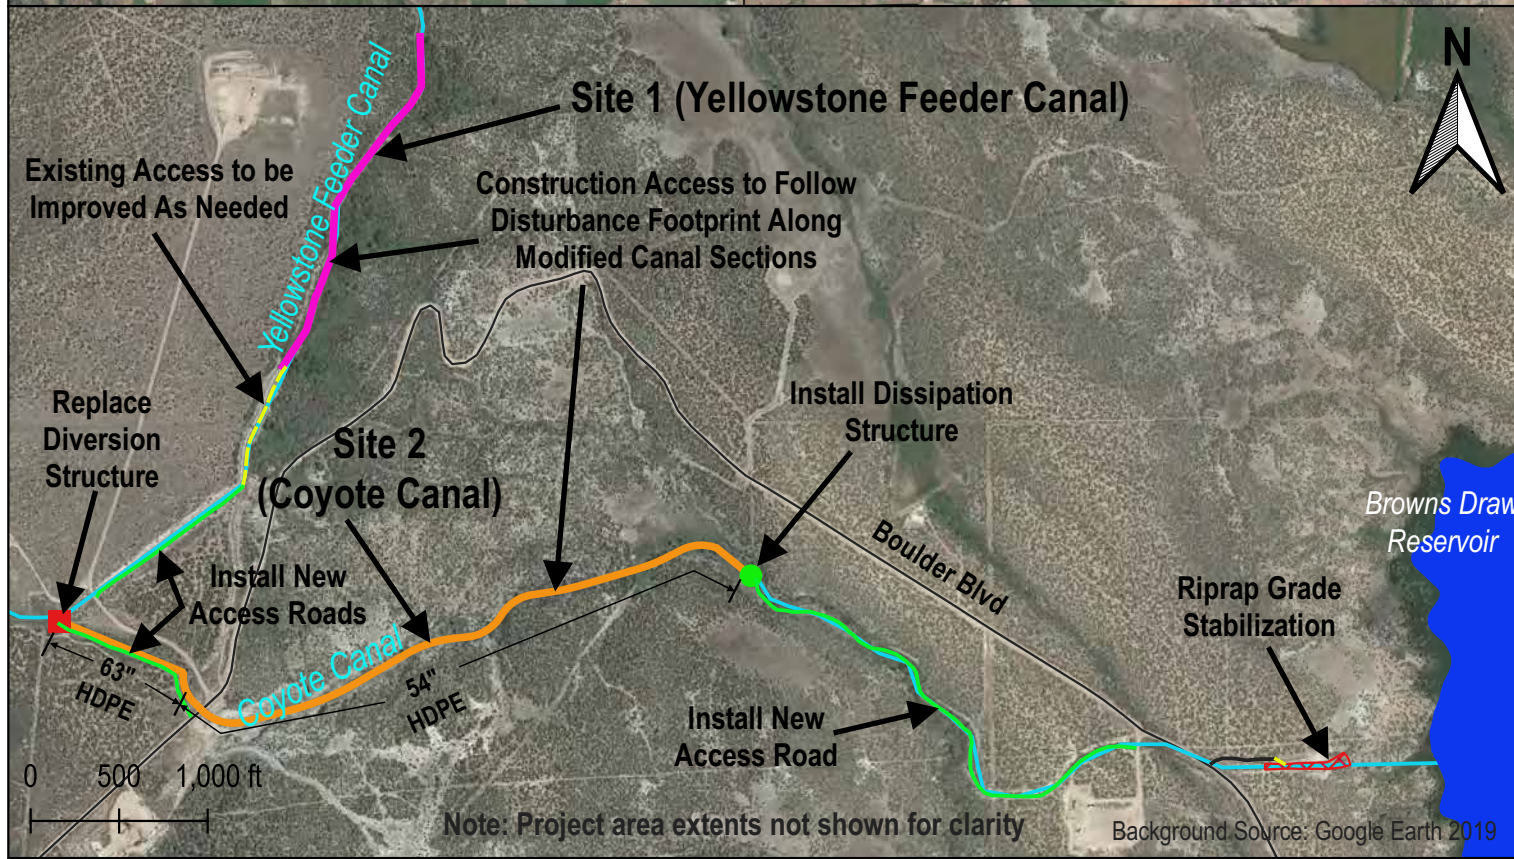 N
Site 1 (Yellowstone Feeder Canal)
Yellowstone Feeder Canal
Existing Access to be
Improved As Needed
Construction Access to Follow
Disturbance Footprint Along
Modified Canal Sections
Replace
Diversion
Structure
Site 2
(Coyote Canal)
Install Dissipation
Structure
Browns Draw
Reservoir
Boulder Blvd
Install New
Access Roads
Riprap Grade
Stabilization
63"
HDPE
Coyote Canal
54"
HDPE
Install New
Access Road
0 500 1,000 ft
Note: Project area extents not shown for clarity
Background Source: Google Earth 2019